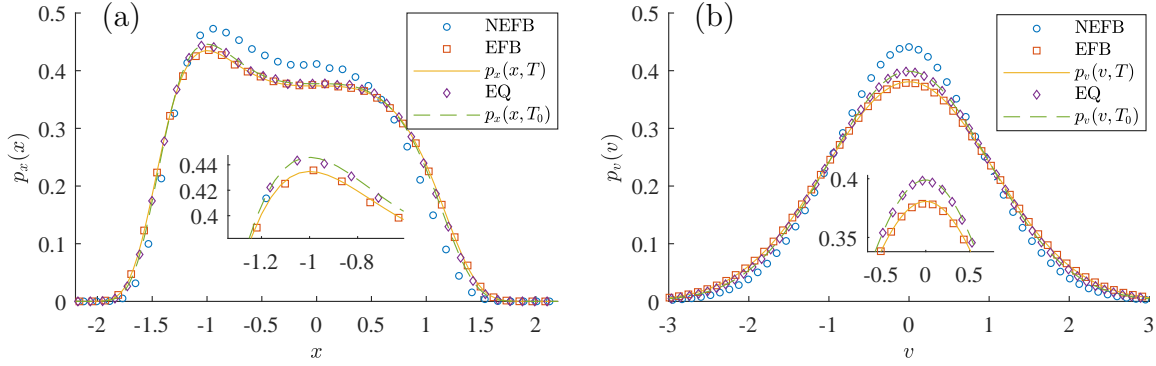 (a)
0.5
0.4
0.3
0.2
0.1
0
p_x(x)
NEFB
EFB
p_x(x, T)
EQ
p_x(x, T_0)
0.44
0.42
0.4
-1.2
-1
-0.8
-2
-1.5
-1
-0.5
0
0.5
1
1.5
2
x
(b)
0.5
0.4
0.3
0.2
0.1
0
p_v(v)
NEFB
EFB
p_v(v, T)
EQ
p_v(v, T_0)
0.4
0.35
-0.5
0
0.5
-3
-2
-1
0
1
2
3
v